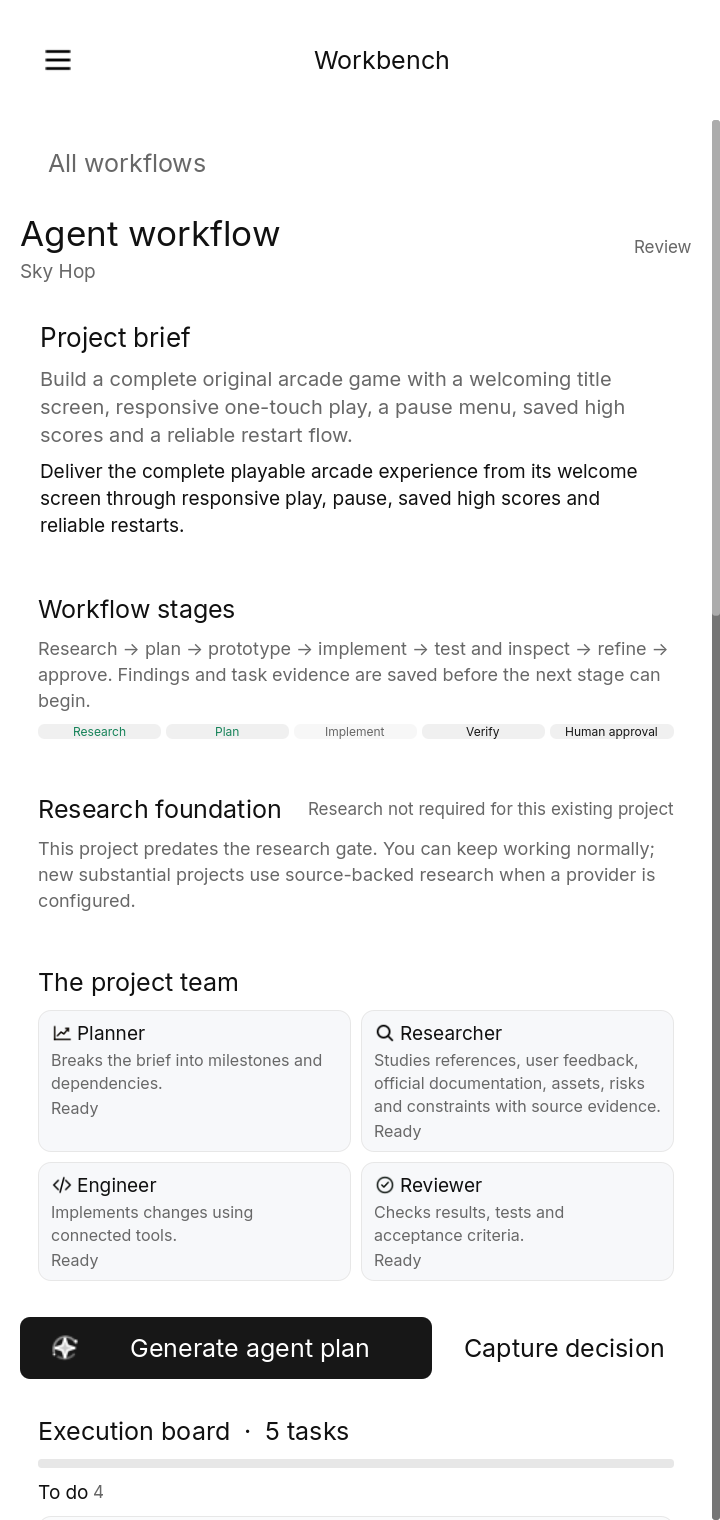 Workbench
All workflows
Agent workflow
Review
Sky Hop
Project brief
Build a complete original arcade game with a welcoming title
screen, responsive one-touch play, a pause menu, saved high
scores and a reliable restart flow.
Deliver the complete playable arcade experience from its welcome
screen through responsive play, pause, saved high scores and
reliable restarts.
Workflow stages
Research → plan → prototype → implement → test and inspect → refine →
approve. Findings and task evidence are saved before the next stage can
begin.
Research Plan Implement Verify Human approval
Research foundation Research not required for this existing project
This project predates the research gate. You can keep working normally;
new substantial projects use source-backed research when a provider is
configured.
The project team
Planner
Breaks the brief into milestones and
dependencies.
Ready
Researcher
Studies references, user feedback,
official documentation, assets, risks
and constraints with source evidence.
Ready
Engineer
Implements changes using
connected tools.
Ready
Reviewer
Checks results, tests and
acceptance criteria.
Ready
Generate agent plan
Capture decision
Execution board · 5 tasks
To do 4